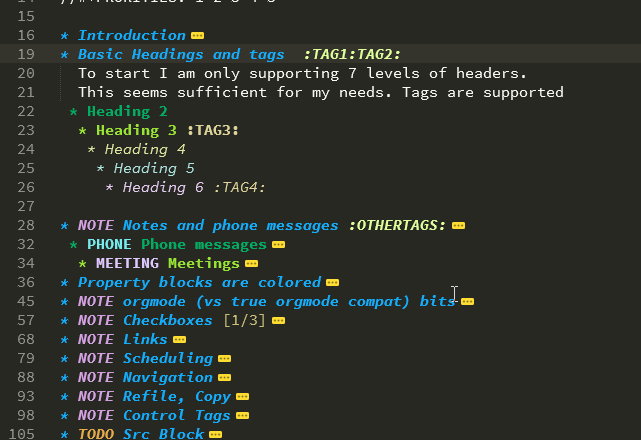 15
16 * Introduction
19 * Basic Headings and tags :TAG1:TAG2:
20 To start I am only supporting 7 levels of headers.
21 This seems sufficient for my needs. Tags are supported
22 * Heading 2
23 * Heading 3 :TAG3:
24 * Heading 4
25 * Heading 5
26 * Heading 6 :TAG4:
27
28 * NOTE Notes and phone messages :OTHERTAGS:
32 * PHONE Phone messages
34 * MEETING Meetings
36 * Property blocks are colored
45 * NOTE orgmode (vs true orgmode compat) bits
57 * NOTE Checkboxes [1/3]
68 * NOTE Links
79 * NOTE Scheduling
88 * NOTE Navigation
93 * NOTE Refile, Copy
98 * NOTE Control Tags
105 * TODO Src Block